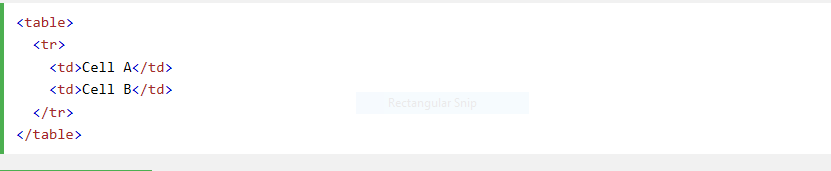 <table>
<tr>
<td>Cell A</td>
<td>Cell B</td>
Rectangular Snip
</tr>
</table>